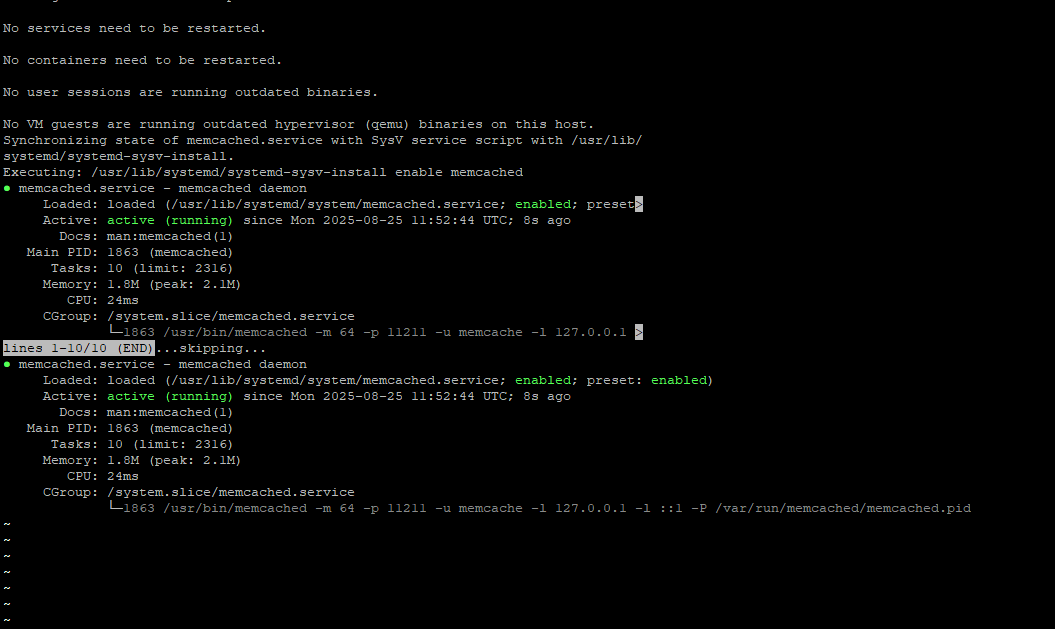 No services need to be restarted.
No containers need to be restarted.
No user sessions are running outdated binaries.
No VM guests are running outdated hypervisor (qemu) binaries on this host.
Synchronizing state of memcached.service with SysV service script with /usr/lib/
systemd/systemd-sysv-install.
Executing: /usr/lib/systemd/systemd-sysv-install enable memcached
● memcached.service - memcached daemon
     Loaded: loaded (/usr/lib/systemd/system/memcached.service; enabled; preset>
     Active: active (running) since Mon 2025-08-25 11:52:44 UTC; 8s ago
       Docs: man:memcached(1)
   Main PID: 1863 (memcached)
      Tasks: 10 (limit: 2316)
     Memory: 1.8M (peak: 2.1M)
        CPU: 24ms
     CGroup: /system.slice/memcached.service
             └─1863 /usr/bin/memcached -m 64 -p 11211 -u memcache -l 127.0.0.1 >
lines 1-10/10 (END)...skipping...
● memcached.service - memcached daemon
     Loaded: loaded (/usr/lib/systemd/system/memcached.service; enabled; preset: enabled)
     Active: active (running) since Mon 2025-08-25 11:52:44 UTC; 8s ago
       Docs: man:memcached(1)
   Main PID: 1863 (memcached)
      Tasks: 10 (limit: 2316)
     Memory: 1.8M (peak: 2.1M)
        CPU: 24ms
     CGroup: /system.slice/memcached.service
             └─1863 /usr/bin/memcached -m 64 -p 11211 -u memcache -l 127.0.0.1 -l ::1 -P /var/run/memcached/memcached.pid
~
~
~
~
~
~
~